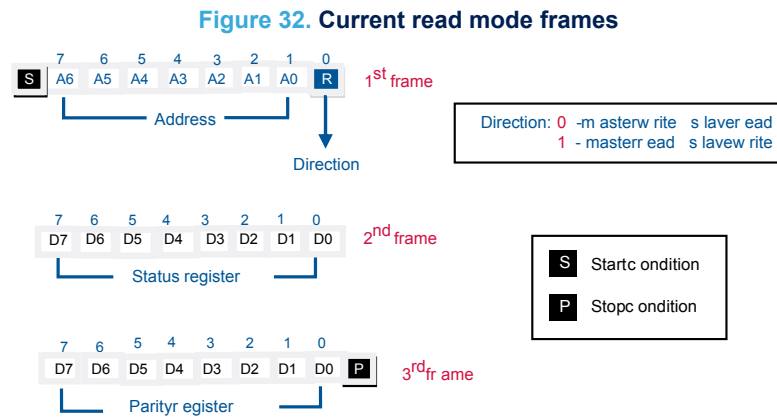 Figure 32. Current read mode frames
7 6 5 4 3 2 1 0
S A6 A5 A4 A3 A2 A1 A0 R 1st frame
Address
Direction
Direction: 0 -m asterw rite s laver ead
1 - masterr ead s lavew rite
7 6 5 4 3 2 1 0
D7 D6 D5 D4 D3 D2 D1 D0 2nd frame
Status register
S Startc ondition
P Stopc ondition
7 6 5 4 3 2 1 0
D7 D6 D5 D4 D3 D2 D1 D0 P 3rd fr ame
Parityr egister